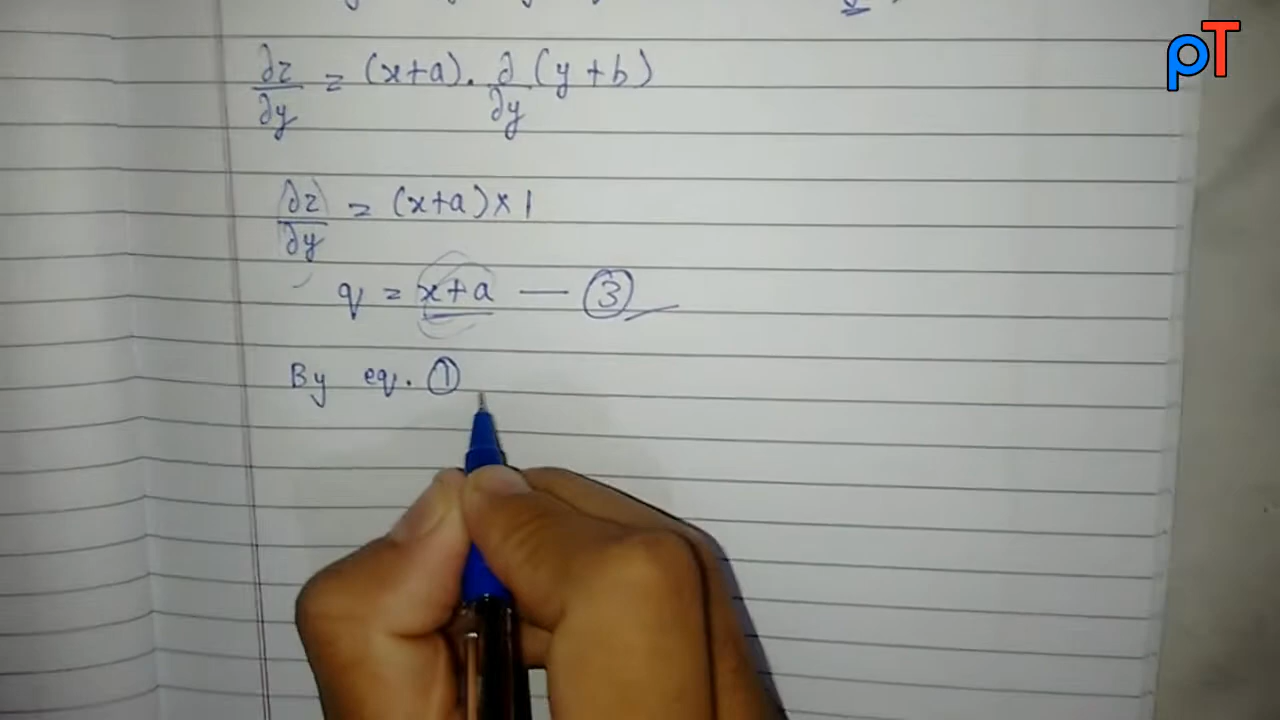 pT
∂z/∂y = (x+a). ∂/∂y (y+b)
∂z/∂y = (x+a)×1
q = x+a — ③
By eq. ①